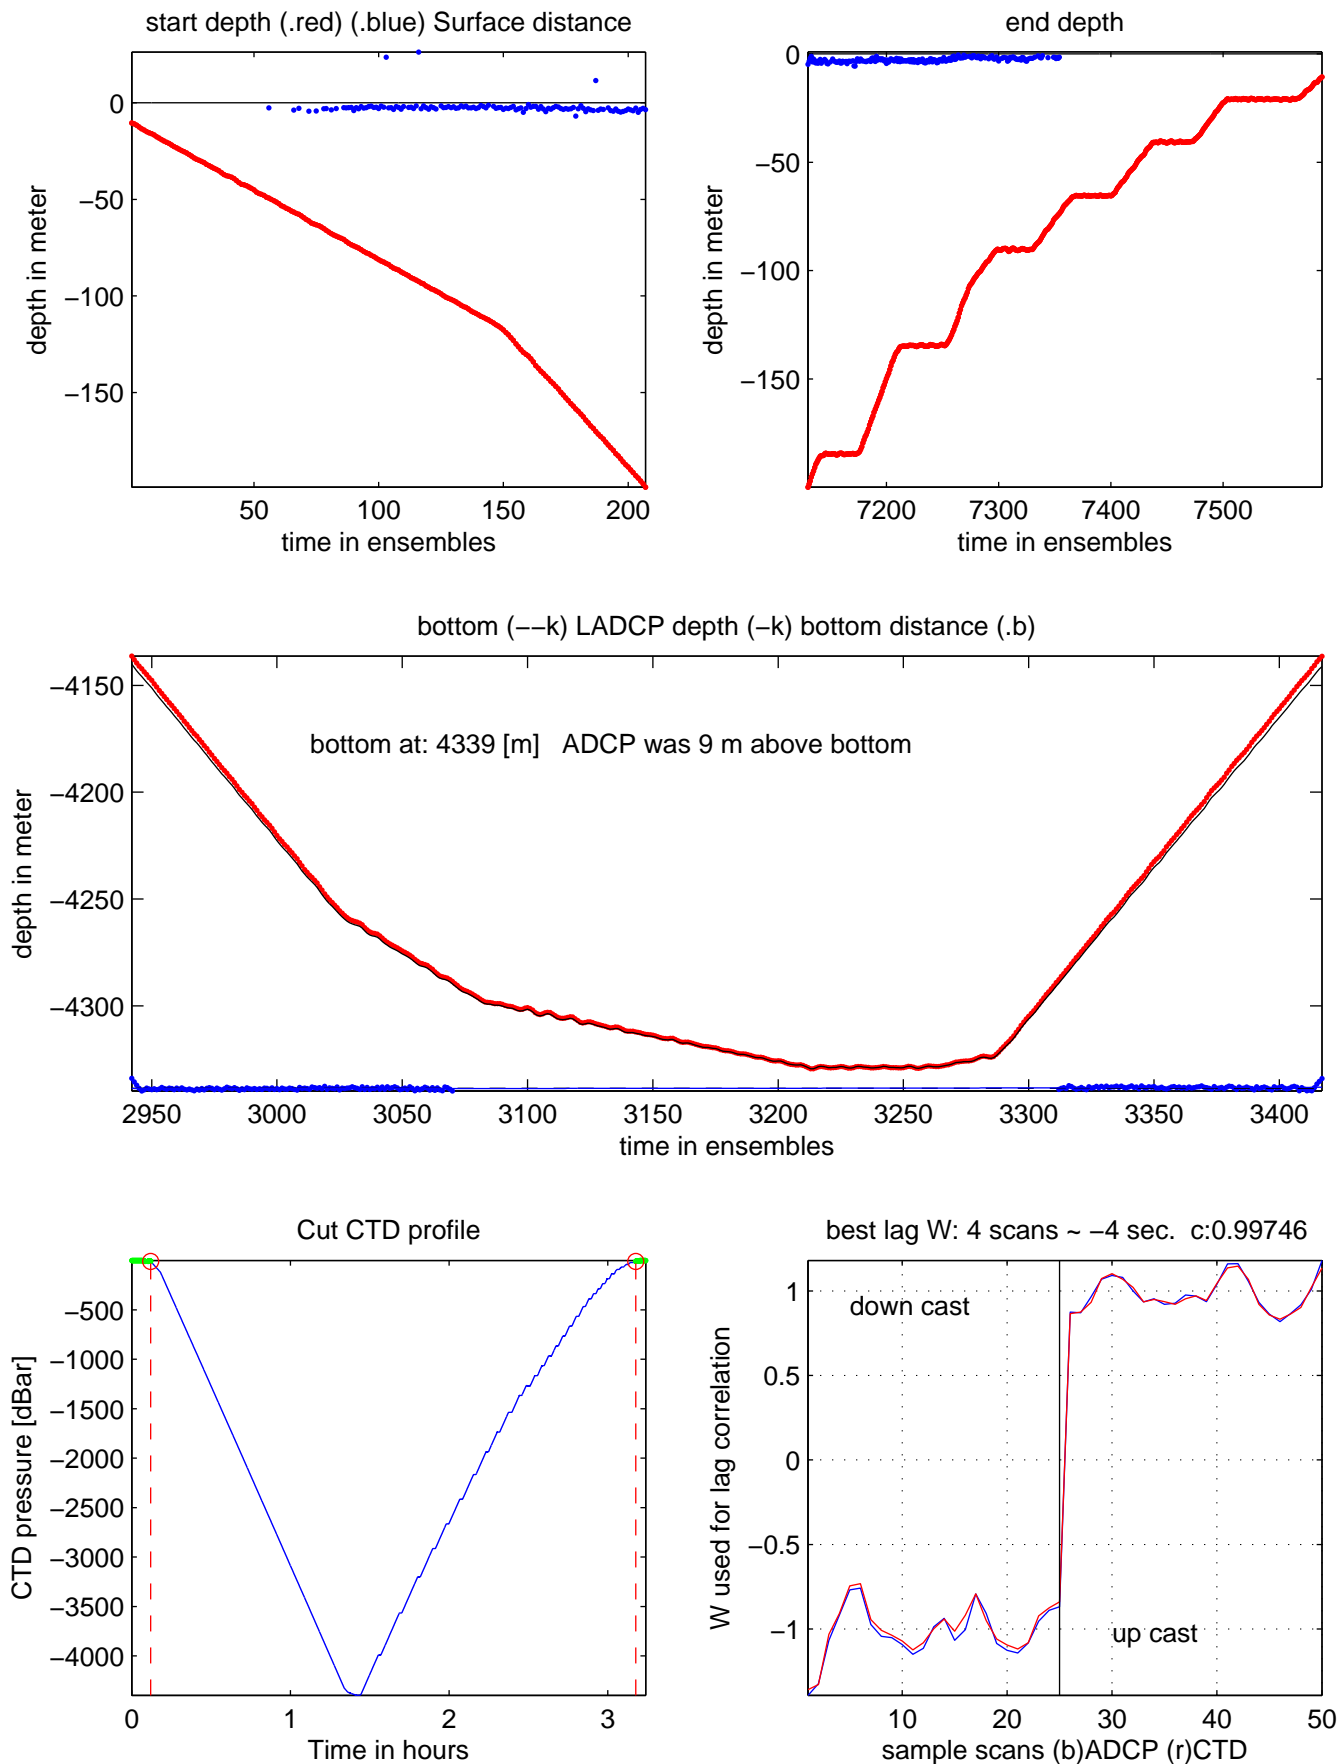 start depth (.red) (.blue) Surface distance
0
−50
−100
−150
depth in meter
50
100
150
200
time in ensembles
end depth
0
−50
−100
−150
depth in meter
7200
7300
7400
7500
time in ensembles
bottom (−−k) LADCP depth (−k) bottom distance (.b)
−4150
−4200
−4250
−4300
depth in meter
bottom at: 4339 [m]   ADCP was 9 m above bottom
2950
3000
3050
3100
3150
3200
3250
3300
3350
3400
time in ensembles
Cut CTD profile
−500
−1000
−1500
−2000
−2500
−3000
−3500
−4000
CTD pressure [dBar]
0
1
2
3
Time in hours
best lag W: 4 scans ~ −4 sec.  c:0.99746
1
0.5
0
−0.5
−1
W used for lag correlation
down cast
up cast
10
20
30
40
50
sample scans (b)ADCP (r)CTD